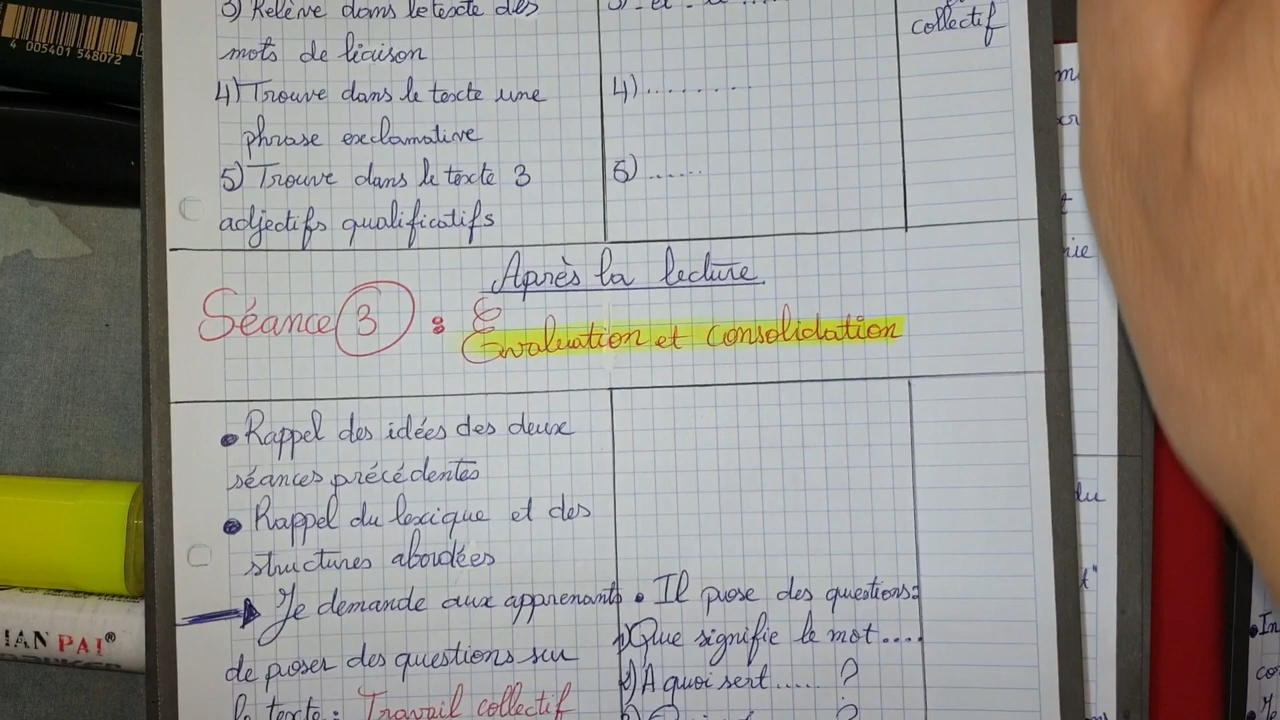 4 005401 548072
3) Relève dans le texte des
mots de liaison
4) Trouve dans le texte une
phrase exclamative
5) Trouve dans le texte 3
adjectifs qualificatifs
3) - et -
4).........
5)......
collectif
Après la lecture
Séance 3 : Evaluation et consolidation
• Rappel des idées des deux
séances précédentes
• Rappel du lexique et des
structures abordées
Je demande aux apprenants
de poser des questions sur
le texte : Travail collectif
• Il pose des questions:
1) Que signifie le mot....
2) A quoi sert..... ?
IAN PAI®